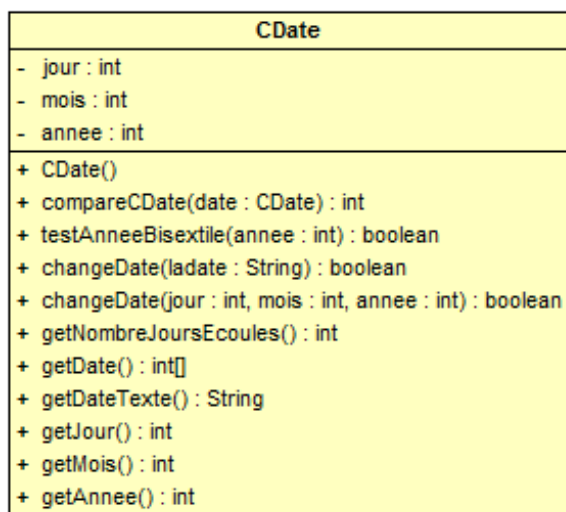 CDate
- jour : int
- mois : int
- annee : int
+ CDate()
+ compareCDate(date : CDate) : int
+ testAnneeBisextile(annee : int) : boolean
+ changeDate(ladate : String) : boolean
+ changeDate(jour : int, mois : int, annee : int) : boolean
+ getNombreJoursEcoules() : int
+ getDate() : int[]
+ getDateTexte() : String
+ getJour() : int
+ getMois() : int
+ getAnnee() : int